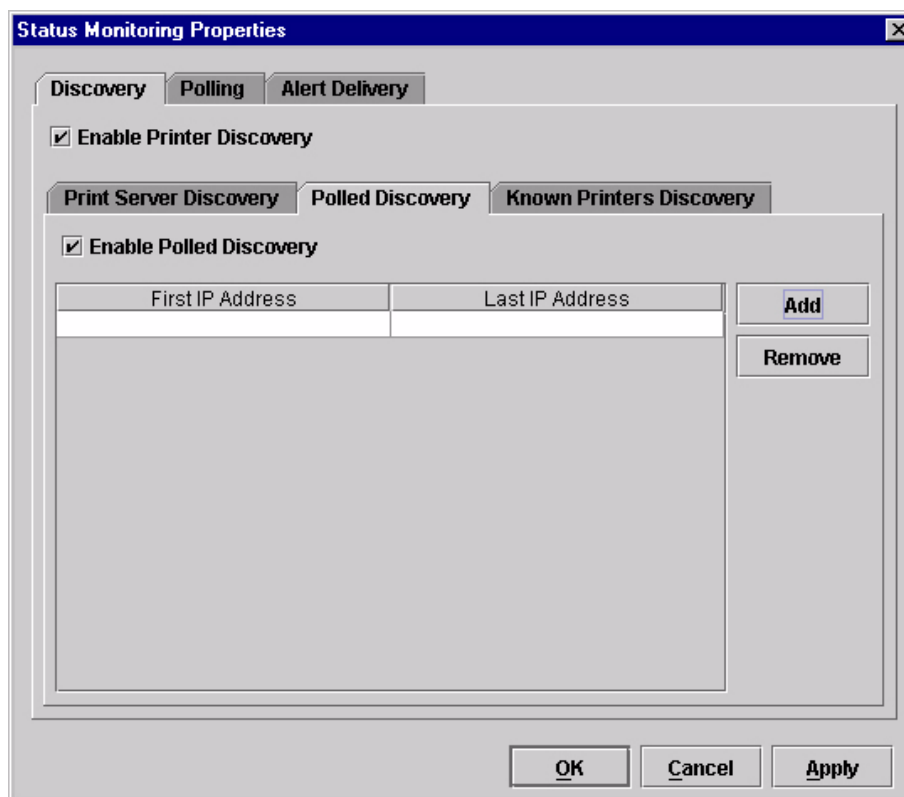 Status Monitoring Properties
Discovery Polling Alert Delivery
Enable Printer Discovery
Print Server Discovery Polled Discovery Known Printers Discovery
Enable Polled Discovery
First IP Address Last IP Address
Add
Remove
OK Cancel Apply